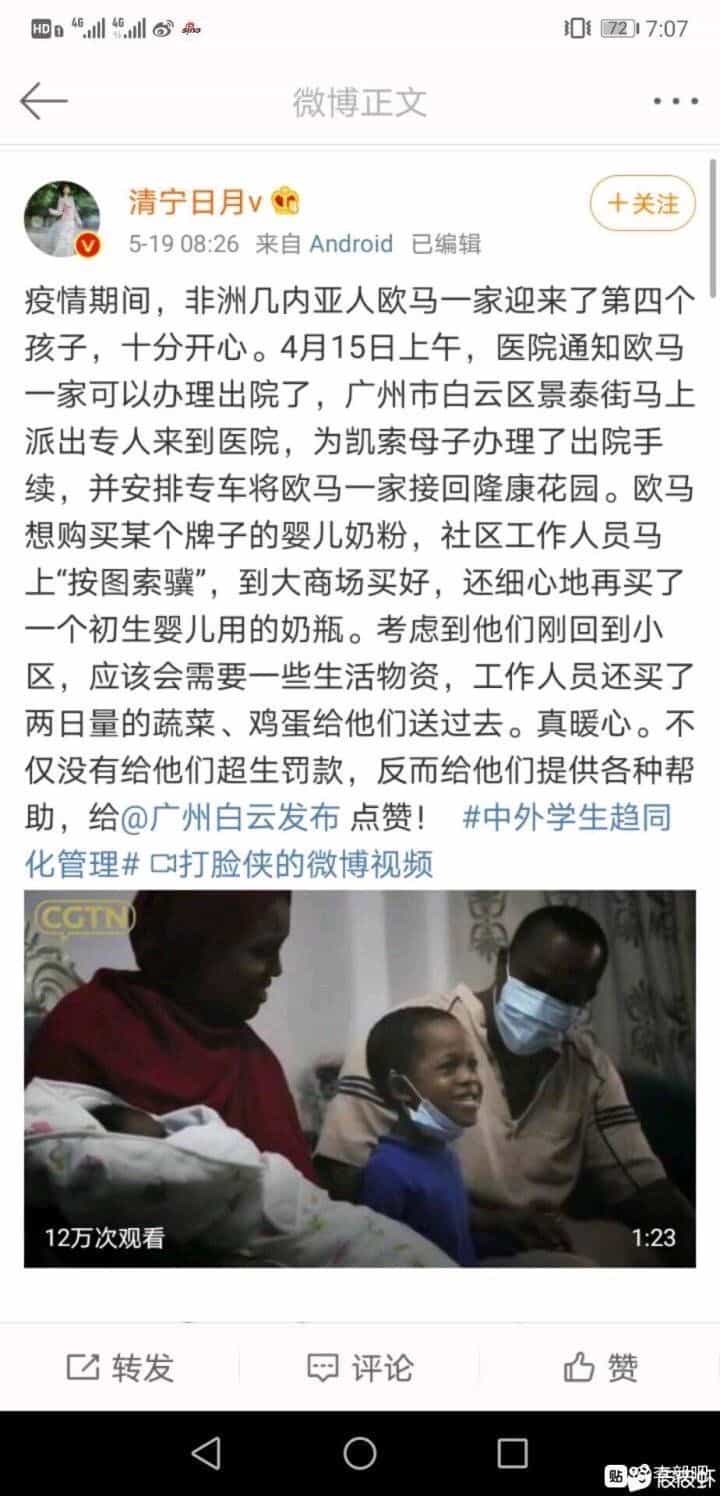 HD 4G 4G 72 7:07
微博正文
清宁日月v
+关注
5-19 08:26 来自 Android 已编辑
疫情期间，非洲几内亚人欧马一家迎来了第四个
孩子，十分开心。4月15日上午，医院通知欧马
一家可以办理出院了，广州市白云区景泰街马上
派出专人来到医院，为凯索母子办理了出院手
续，并安排专车将欧马一家接回隆康花园。欧马
想购买某个牌子的婴儿奶粉，社区工作人员马
上“按图索骥”，到大商场买好，还细心地再买了
一个初生婴儿用的奶瓶。考虑到他们刚回到小
区，应该会需要一些生活物资，工作人员还买了
两日量的蔬菜、鸡蛋给他们送过去。真暖心。不
仅没有给他们超生罚款，反而给他们提供各种帮
助，给@广州白云发布 点赞！ #中外学生趋同
化管理# 打脸侠的微博视频
CGTN
12万次观看
1:23
转发
评论
赞
贴